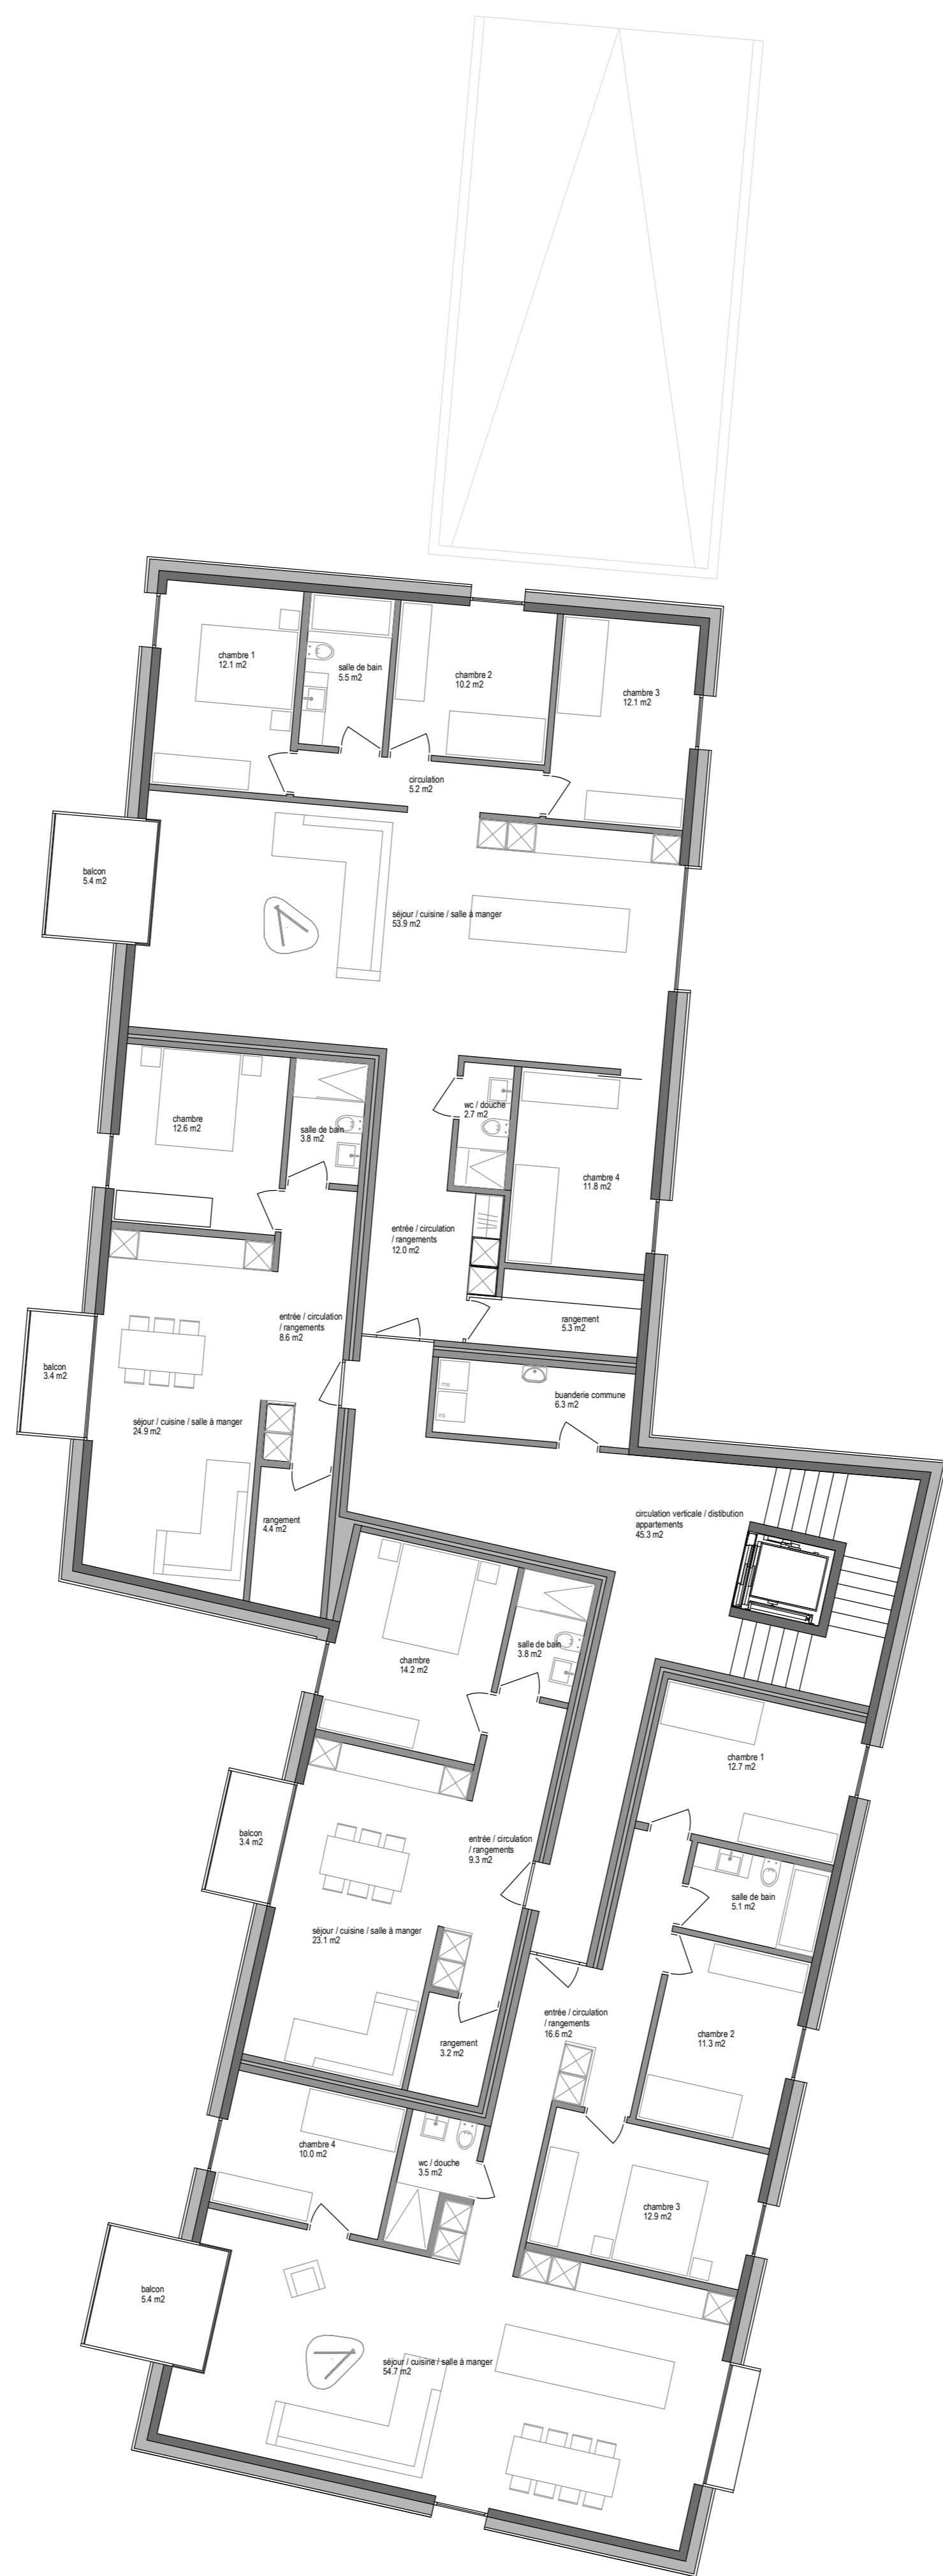 chambre 1
12.1 m2
salle de bain
5.5 m2
chambre 2
10.2 m2
chambre 3
12.1 m2
circulation
5.2 m2
balcon
5.4 m2
séjour / cuisine / salle à manger
53.9 m2
chambre
12.6 m2
salle de bain
3.8 m2
wc / douche
2.7 m2
chambre 4
11.8 m2
entrée / circulation
/ rangements
12.0 m2
entrée / circulation
/ rangements
8.6 m2
rangement
5.3 m2
balcon
3.4 m2
ms
ml
buanderie commune
6.3 m2
séjour / cuisine / salle à manger
24.9 m2
rangement
4.4 m2
circulation verticale / distibution
appartements
45.3 m2
chambre
14.2 m2
salle de bain
3.8 m2
chambre 1
12.7 m2
balcon
3.4 m2
entrée / circulation
/ rangements
9.3 m2
salle de bain
5.1 m2
séjour / cuisine / salle à manger
23.1 m2
entrée / circulation
/ rangements
16.6 m2
chambre 2
11.3 m2
rangement
3.2 m2
chambre 4
10.0 m2
wc / douche
3.5 m2
chambre 3
12.9 m2
balcon
5.4 m2
séjour / cuisine / salle à manger
54.7 m2